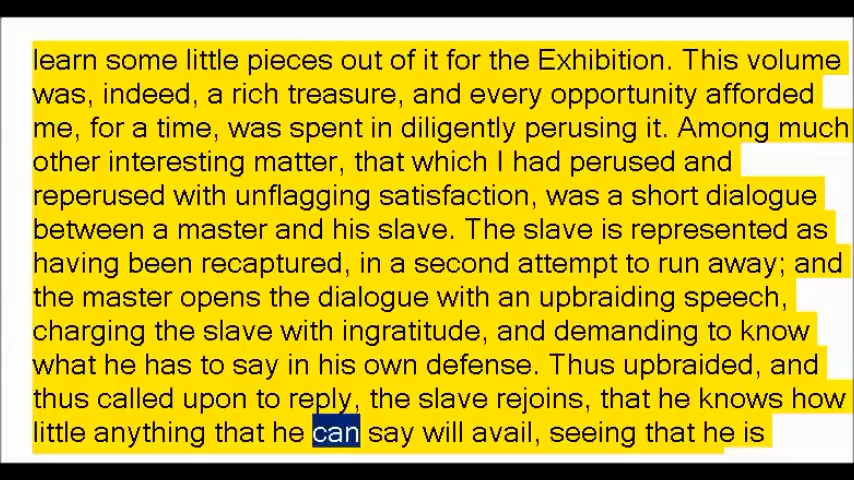 learn some little pieces out of it for the Exhibition. This volume
was, indeed, a rich treasure, and every opportunity afforded
me, for a time, was spent in diligently perusing it. Among much
other interesting matter, that which I had perused and
reperused with unflagging satisfaction, was a short dialogue
between a master and his slave. The slave is represented as
having been recaptured, in a second attempt to run away; and
the master opens the dialogue with an upbraiding speech,
charging the slave with ingratitude, and demanding to know
what he has to say in his own defense. Thus upbraided, and
thus called upon to reply, the slave rejoins, that he knows how
little anything that he can say will avail, seeing that he is